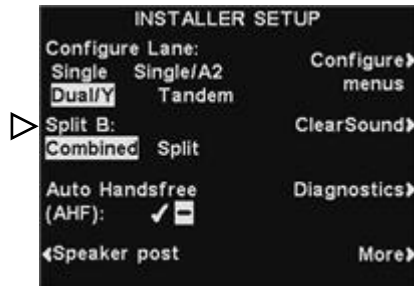 INSTALLER SETUP
Configure Lane:
Single Single/A2
Dual/Y Tandem
Configure
menus
Split B:
Combined Split
ClearSound
Auto Handsfree
(AHF):
Diagnostics
Speaker post
More